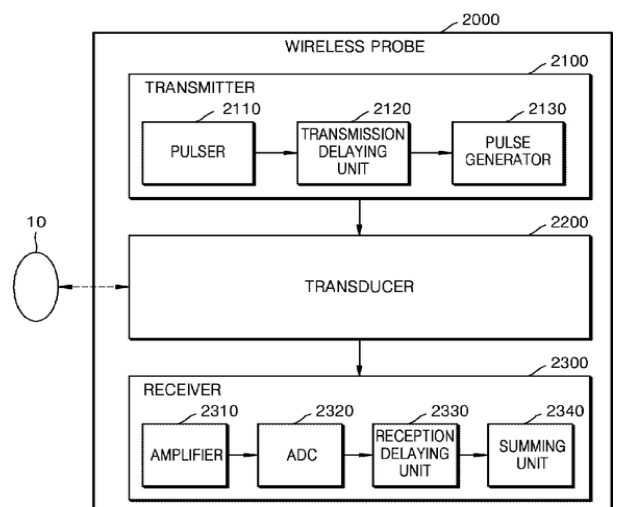 2000
WIRELESS PROBE
2100
TRANSMITTER
2110
2120
2130
PULSER
TRANSMISSION
DELAYING
UNIT
PULSE
GENERATOR
10
2200
TRANSDUCER
2300
RECEIVER
2310
2320
2330
2340
AMPLIFIER
ADC
RECEPTION
DELAYING
UNIT
SUMMING
UNIT